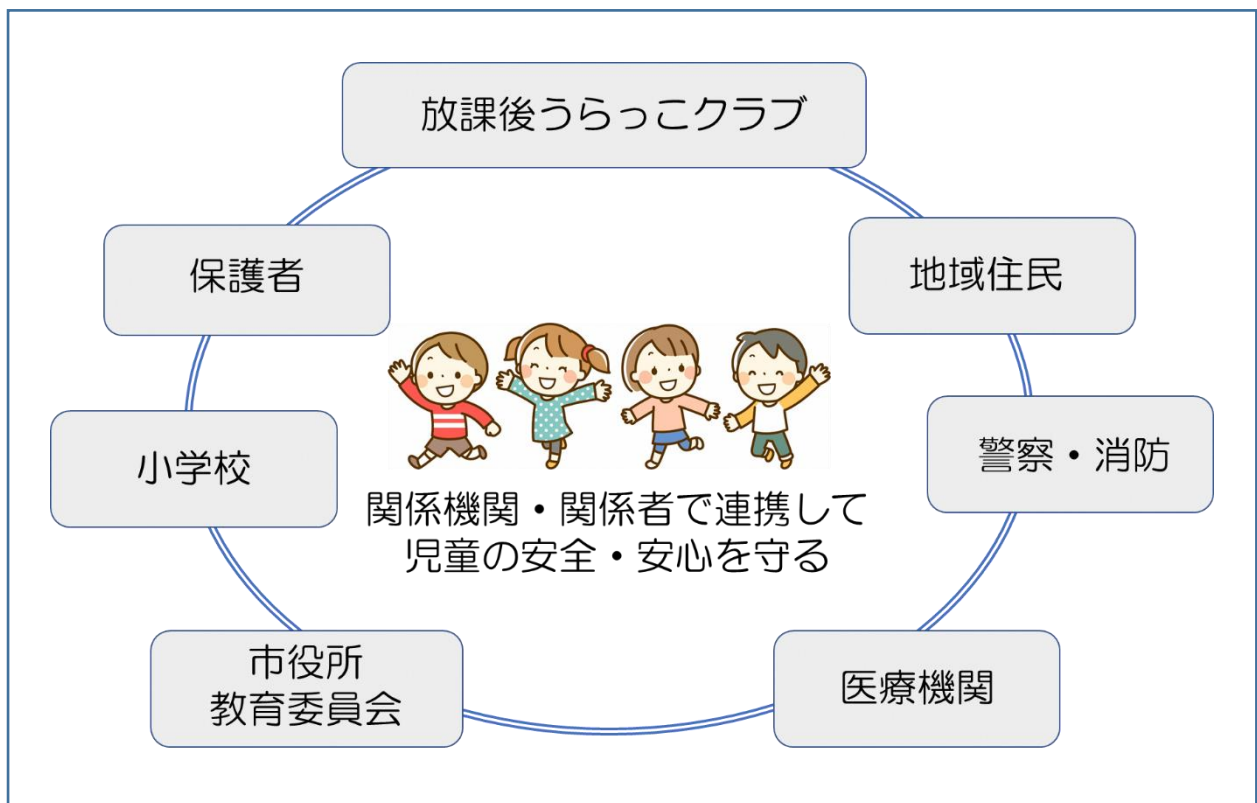 放課後うらっこクラブ
保護者
地域住民
小学校
警察・消防
関係機関・関係者で連携して
児童の安全・安心を守る
市役所
教育委員会
医療機関